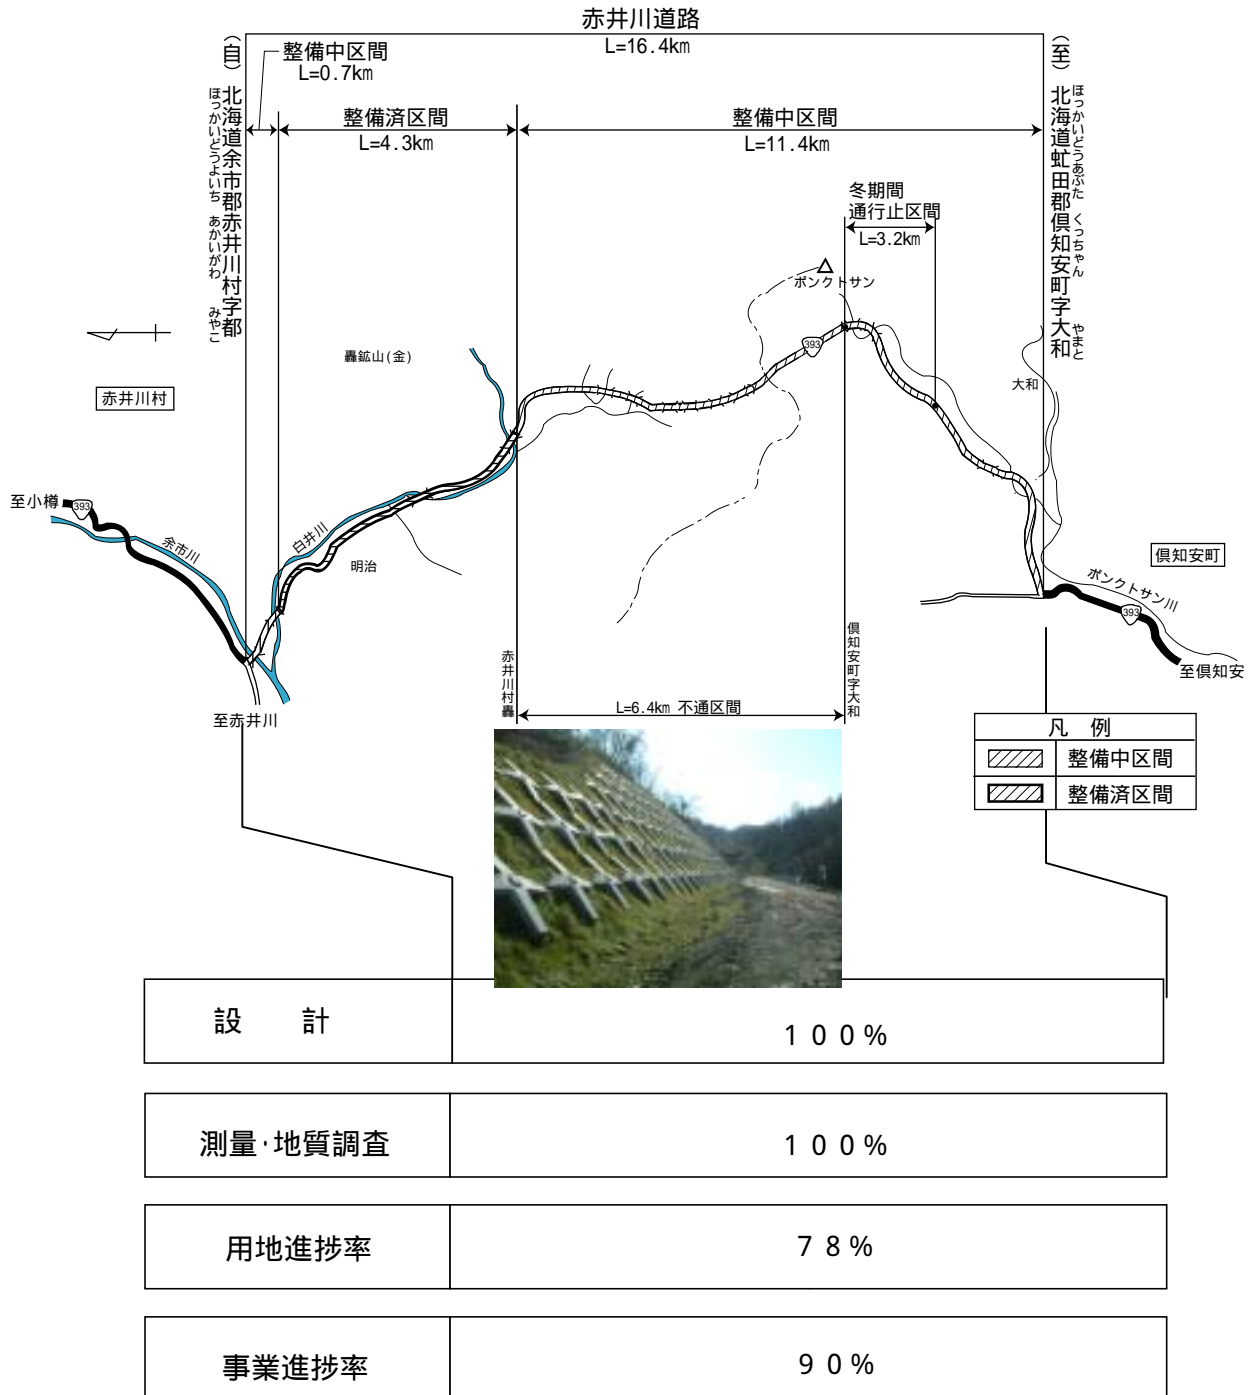 赤井川道路
L=16.4km
(自) 北海道余市郡赤井川村字都
ほっかいどうよいち あかいがわ みやこ
整備中区間
L=0.7km
整備済区間
L=4.3km
整備中区間
L=11.4km
(至) 北海道虻田郡倶知安町字大和
ほっかいどうあぶた くっちゃん やまと
冬期間
通行止区間
L=3.2km
ポンクトサン
393
轟鉱山(金)
大和
赤井川村
至小樽
393
余市川
白井川
明治
倶知安町
ポンクトサン川
393
至倶知安
至赤井川
赤井川村轟
倶知安町字大和
L=6.4km 不通区間
凡 例
整備中区間
整備済区間
設 計 100%
測量・地質調査 100%
用地進捗率 78%
事業進捗率 90%